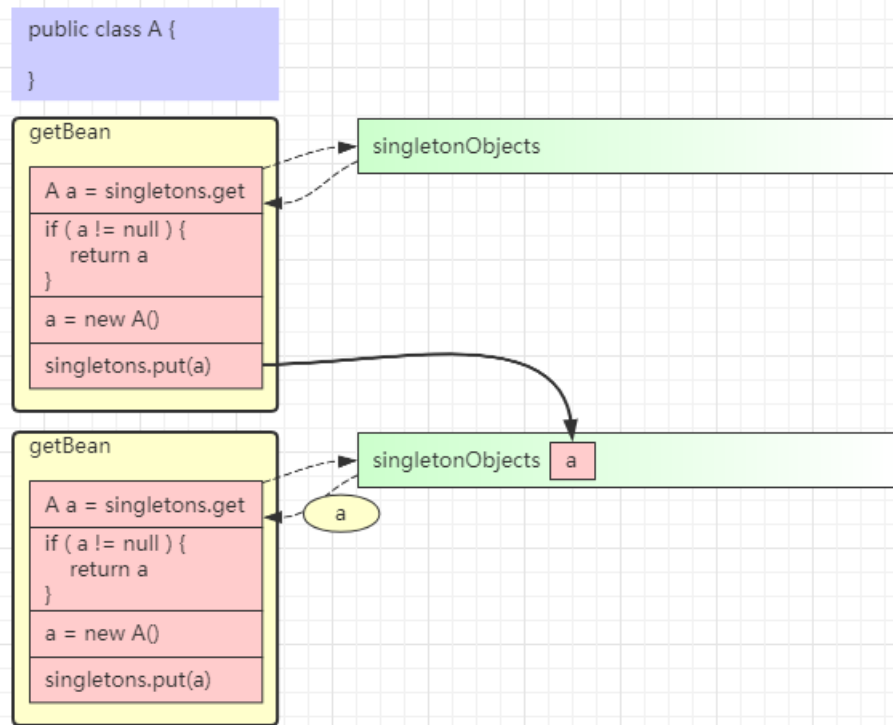 public class A {
}
getBean
A a = singletons.get
if ( a != null ) {
return a
}
a = new A()
singletons.put(a)
singletonObjects
getBean
A a = singletons.get
if ( a != null ) {
return a
}
a = new A()
singletons.put(a)
singletonObjects
a
a